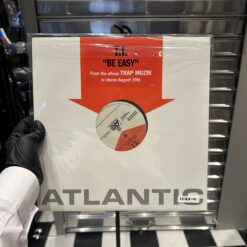 T.I.
"BE EASY"
From the album TRAP MUZIK
in stores August 19th
ATLANTIC